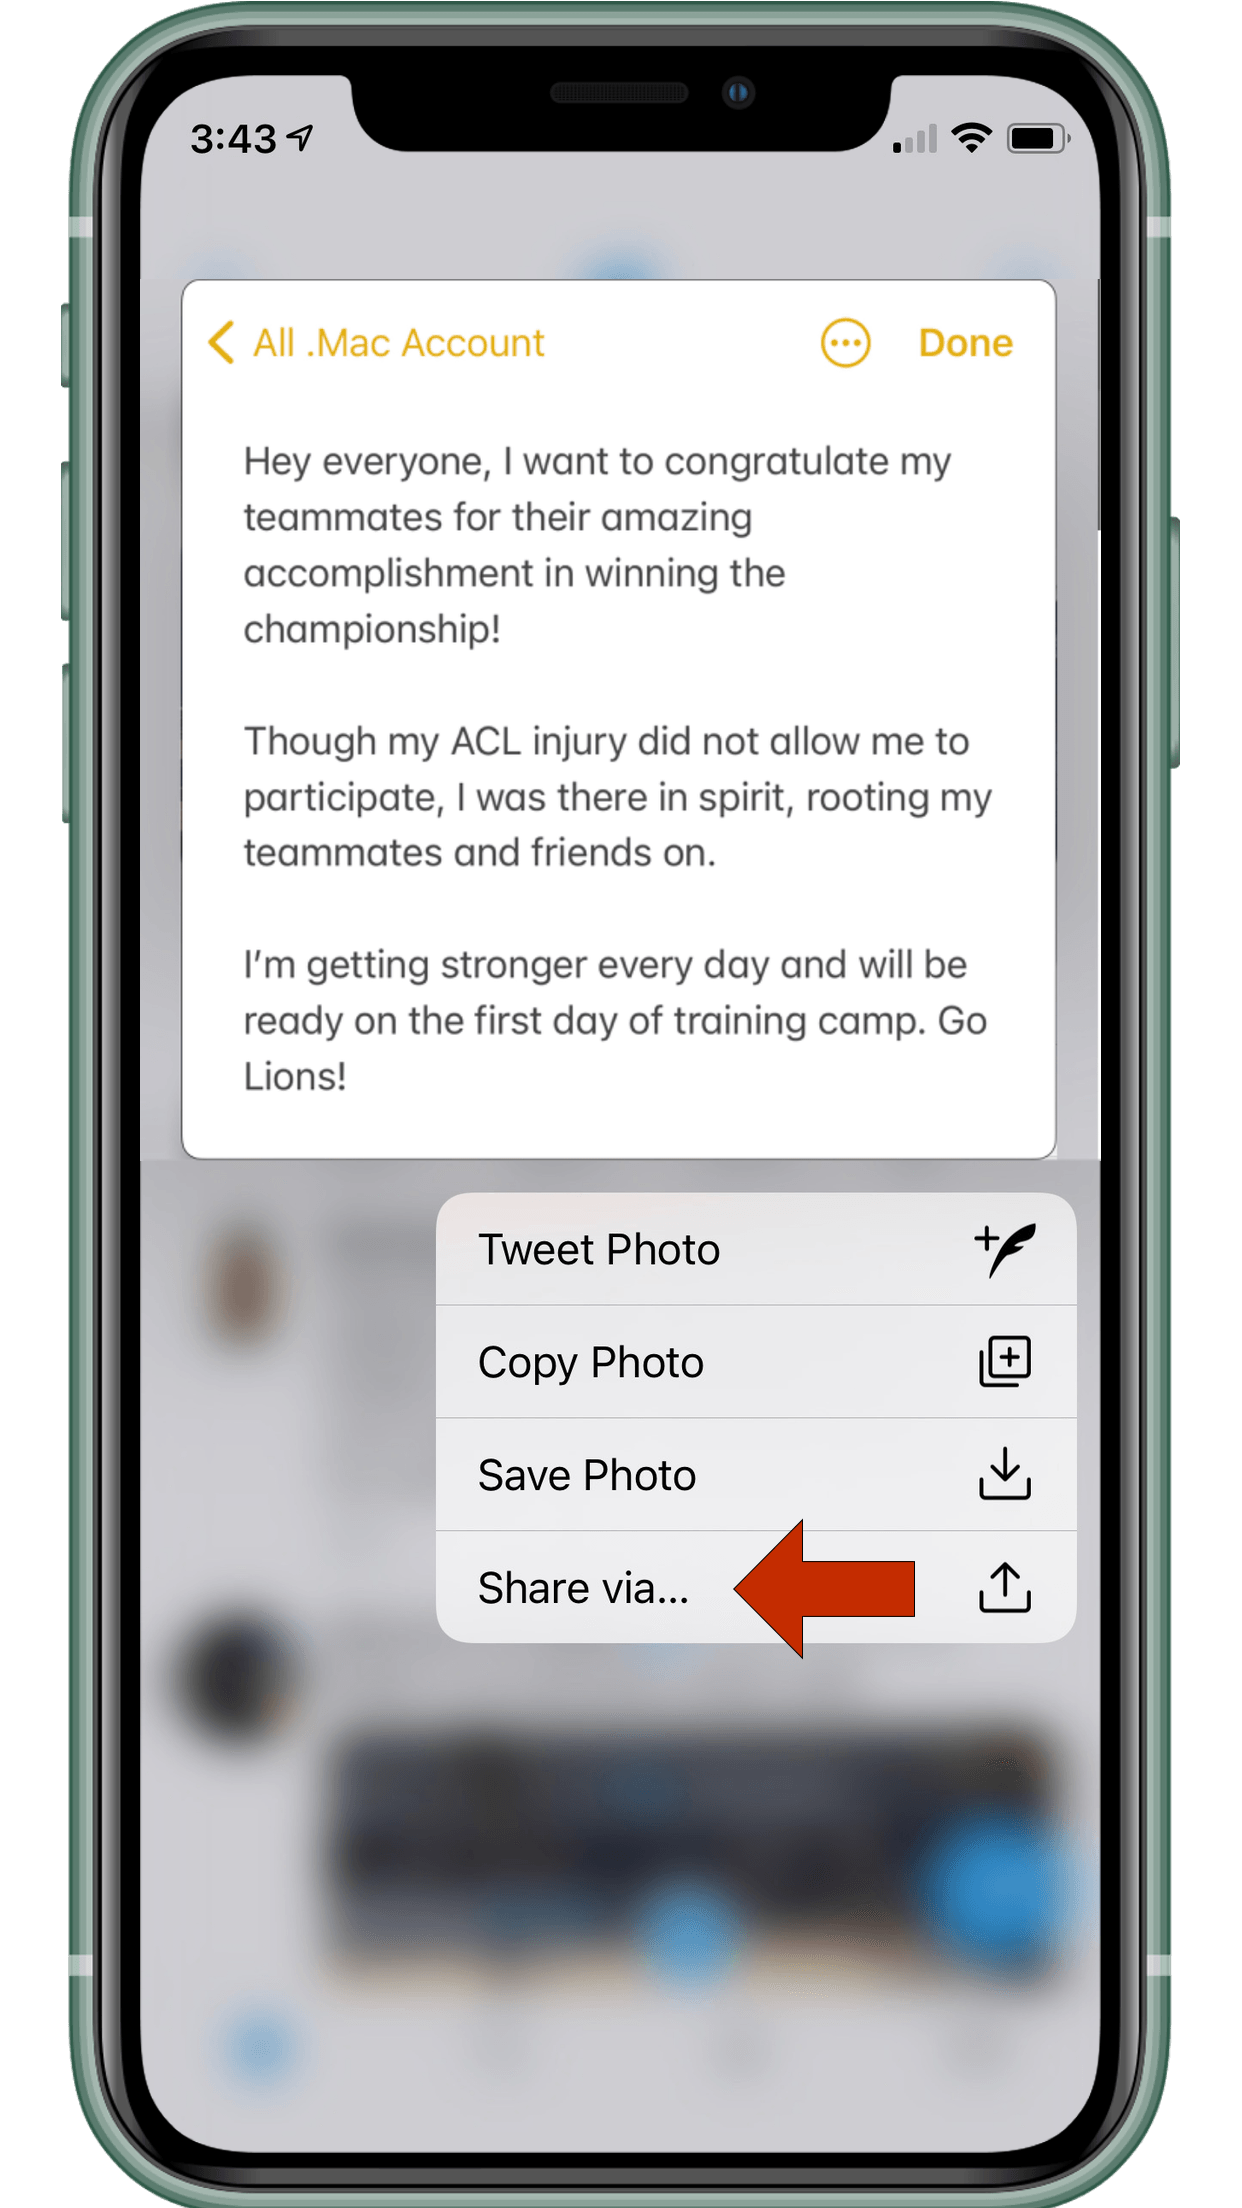 3:43
All .Mac Account
Done
Hey everyone, I want to congratulate my
teammates for their amazing
accomplishment in winning the
championship!
Though my ACL injury did not allow me to
participate, I was there in spirit, rooting my
teammates and friends on.
I'm getting stronger every day and will be
ready on the first day of training camp. Go
Lions!
Tweet Photo
Copy Photo
Save Photo
Share via...